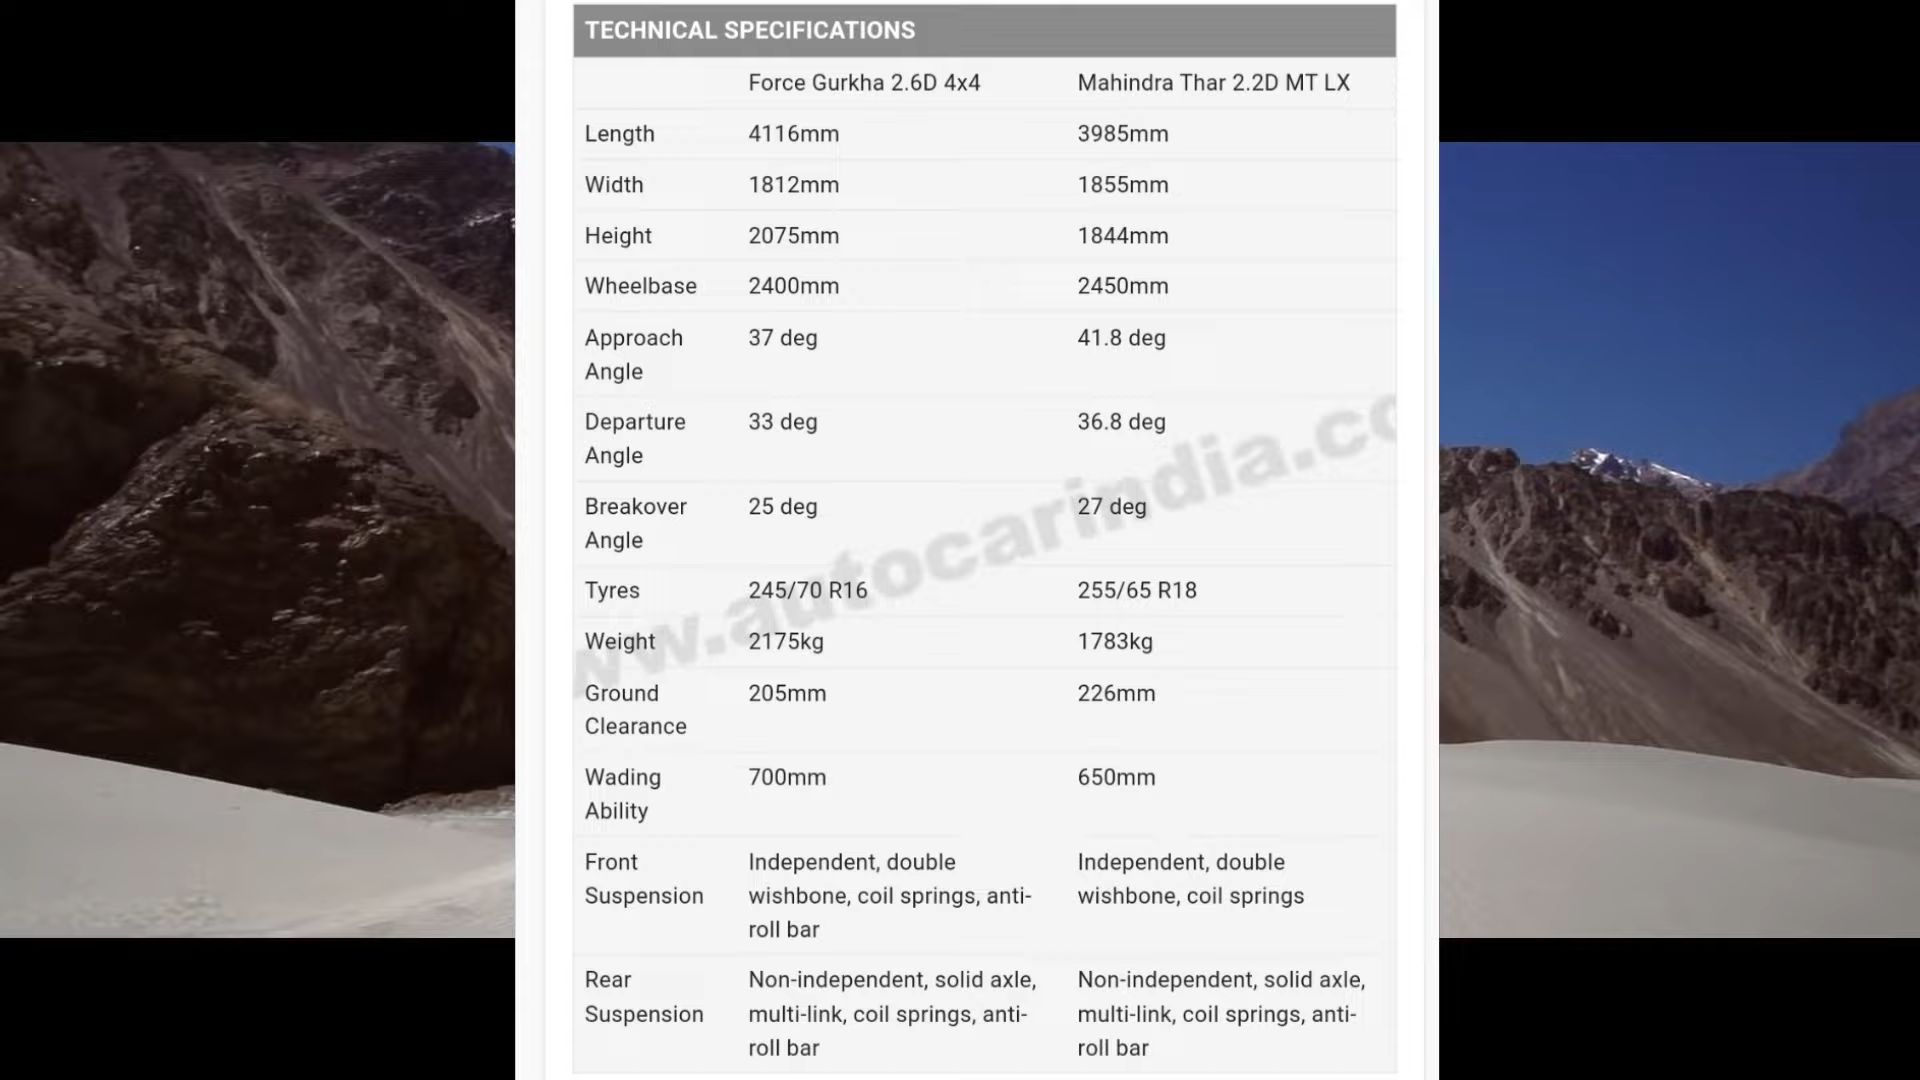 TECHNICAL SPECIFICATIONS
Force Gurkha 2.6D 4x4 Mahindra Thar 2.2D MT LX
Length 4116mm 3985mm
Width 1812mm 1855mm
Height 2075mm 1844mm
Wheelbase 2400mm 2450mm
Approach 37 deg 41.8 deg
Angle
Departure 33 deg 36.8 deg
Angle
Breakover 25 deg 27 deg
Angle
Tyres 245/70 R16 255/65 R18
Weight 2175kg 1783kg
Ground 205mm 226mm
Clearance
Wading 700mm 650mm
Ability
Front Independent, double Independent, double
Suspension wishbone, coil springs, anti- wishbone, coil springs
roll bar
Rear Non-independent, solid axle, Non-independent, solid axle,
Suspension multi-link, coil springs, anti- multi-link, coil springs, anti-
roll bar roll bar
ww.autocarindia.co